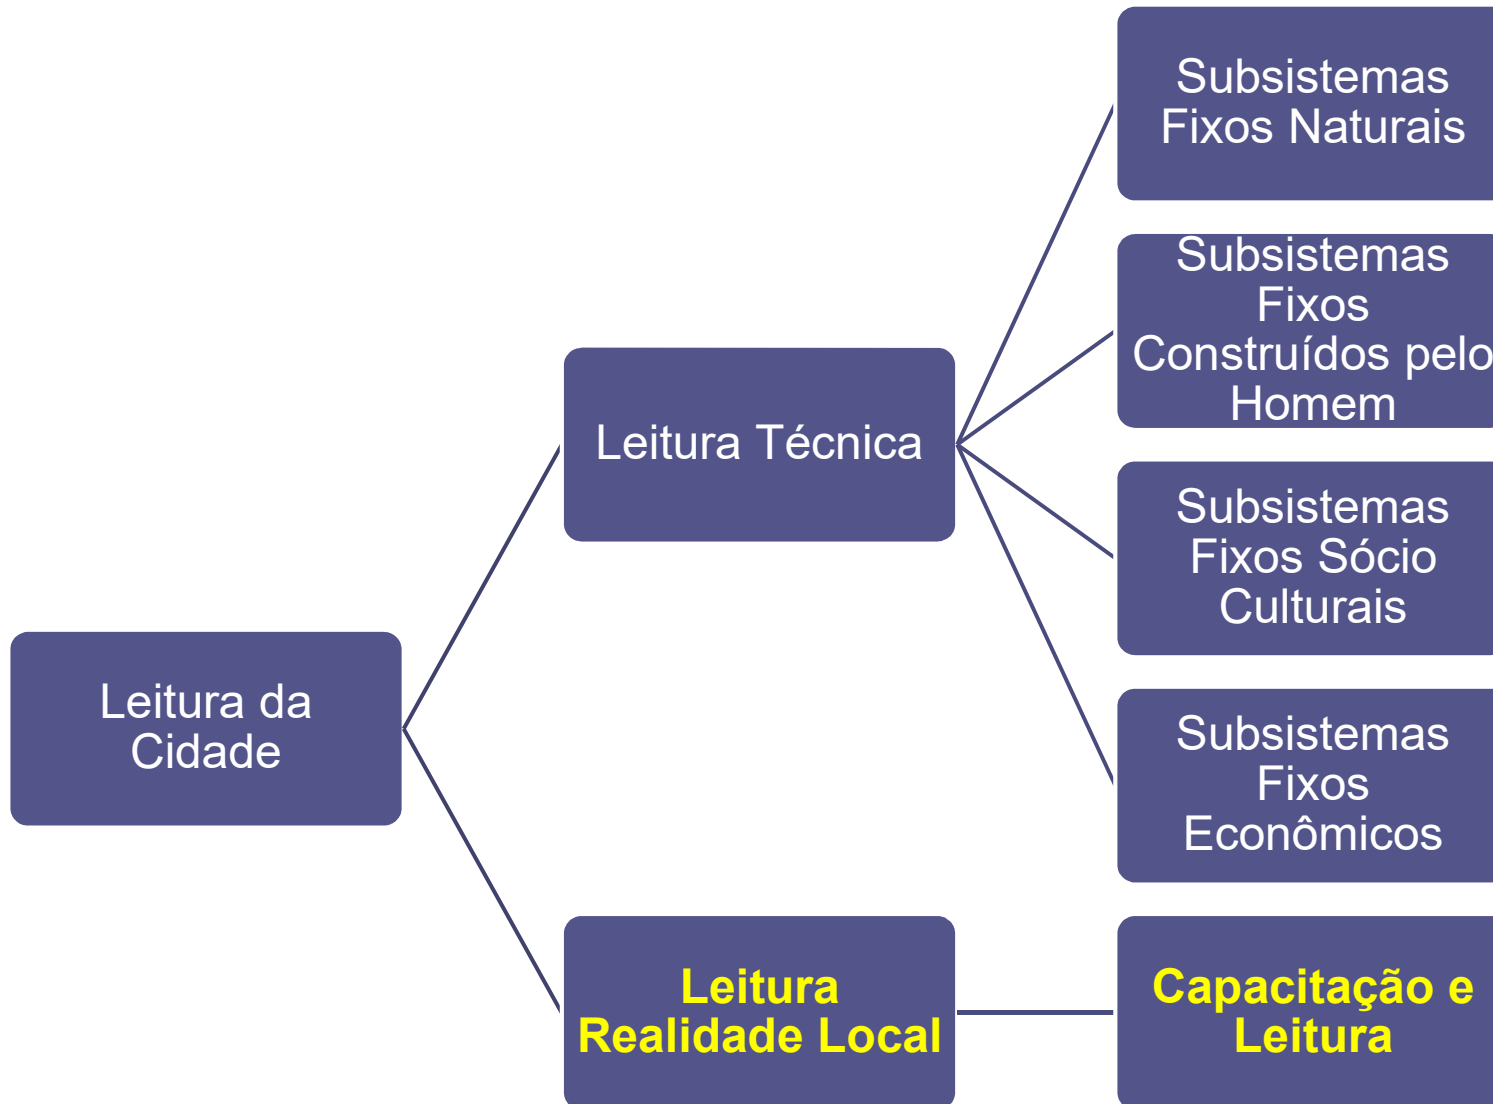 Subsistemas
Fixos Naturais
Subsistemas
Fixos
Construídos pelo
Homem
Leitura Técnica
Subsistemas
Fixos Sócio
Culturais
Leitura da
Cidade
Subsistemas
Fixos
Econômicos
Leitura
Realidade Local
Capacitação e
Leitura